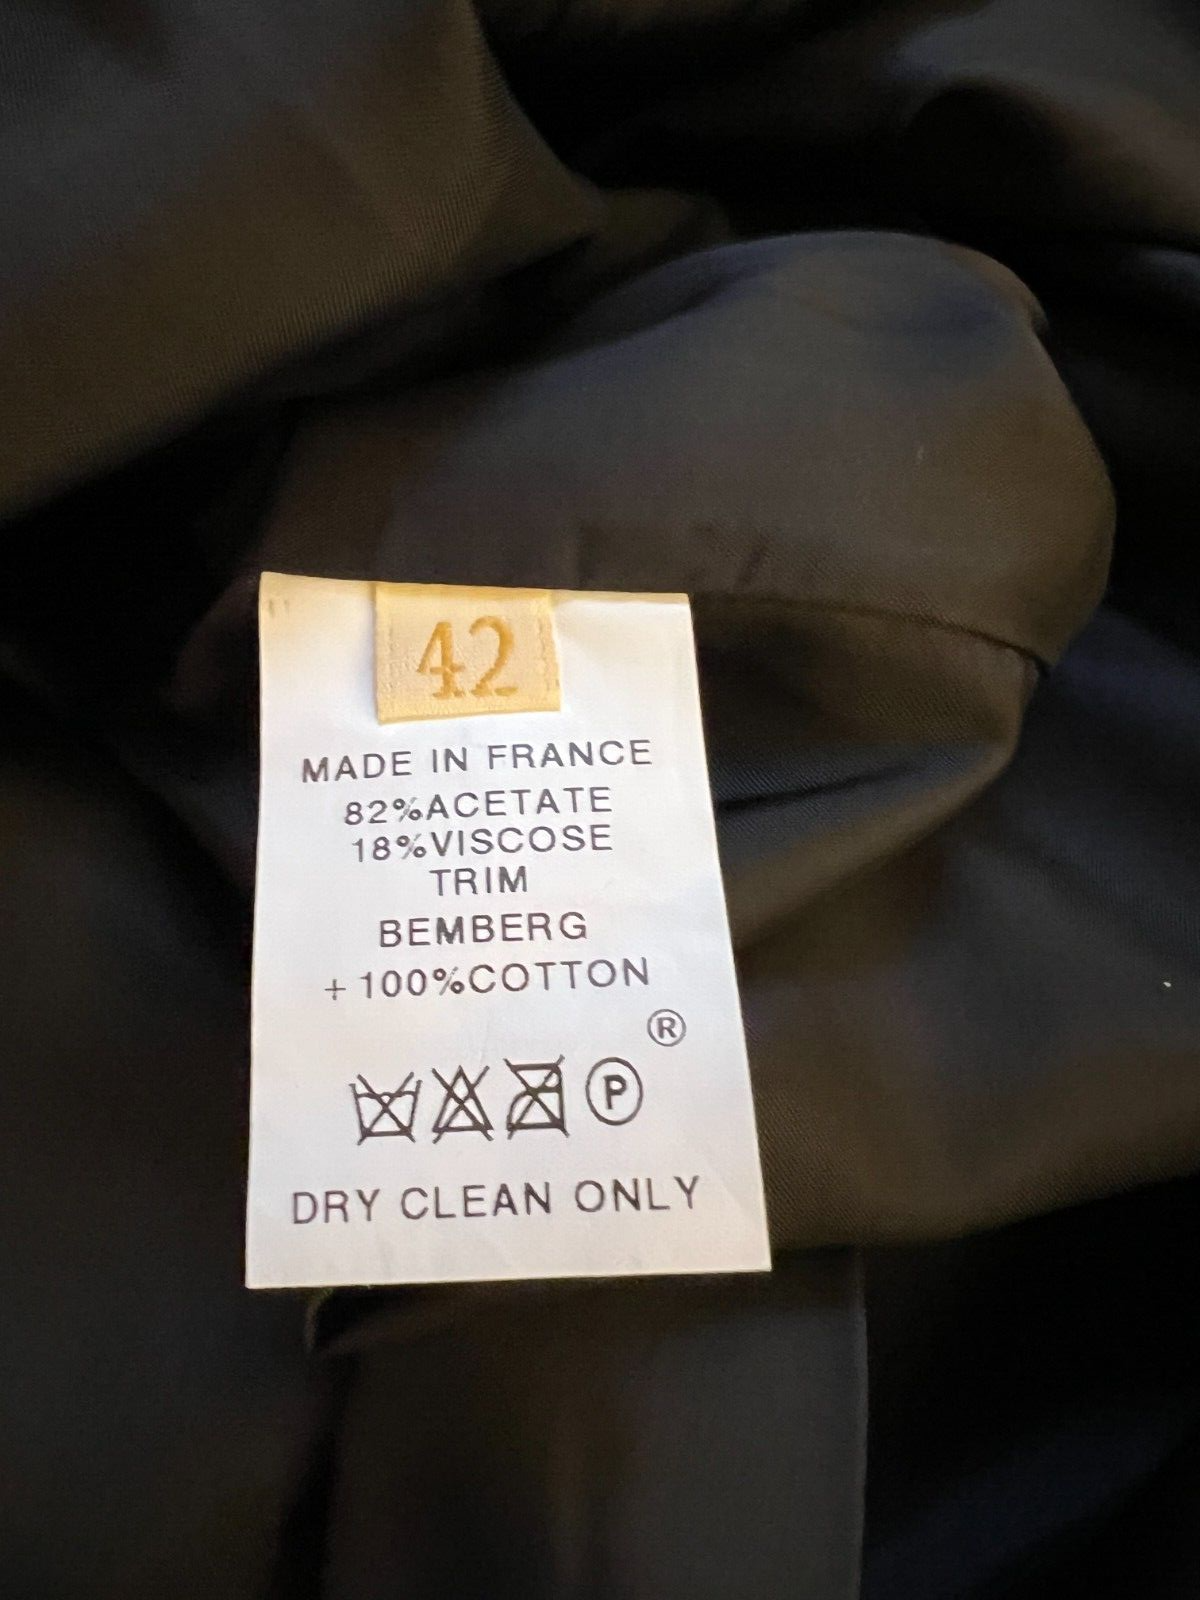 42
MADE IN FRANCE
82%ACETATE
18%VISCOSE
TRIM
BEMBERG
+100%COTTON
®
P
DRY CLEAN ONLY